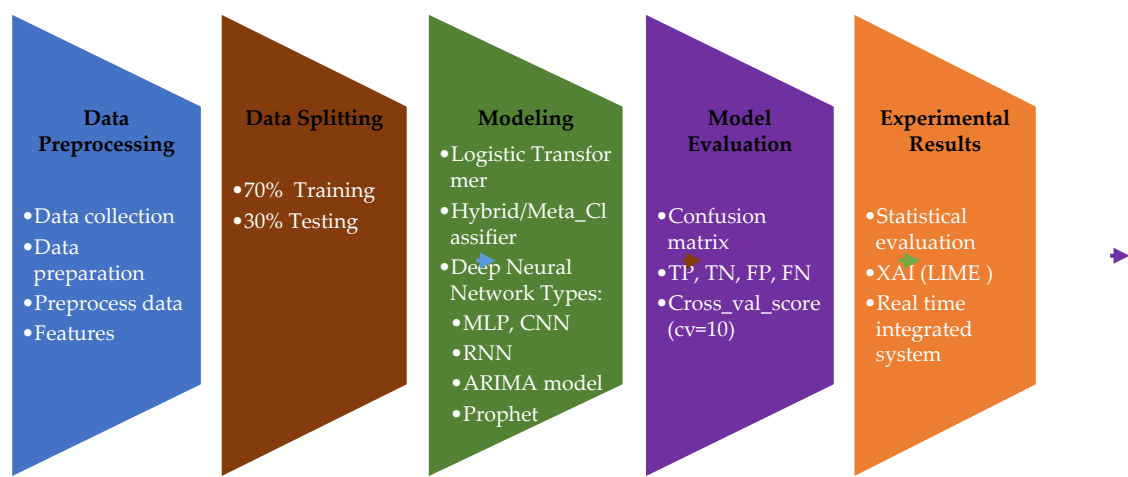 Data
Preprocessing
•Data collection
•Data
preparation
•Preprocess data
•Features
Data Splitting
•70% Training
•30% Testing
Modeling
•Logistic Transfor
mer
•Hybrid/Meta_Cl
assifier
•Deep Neural
Network Types:
•MLP, CNN
•RNN
•ARIMA model
•Prophet
Model
Evaluation
•Confusion
matrix
•TP, TN, FP, FN
•Cross_val_score
(cv=10)
Experimental
Results
•Statistical
evaluation
•XAI (LIME )
•Real time
integrated
system